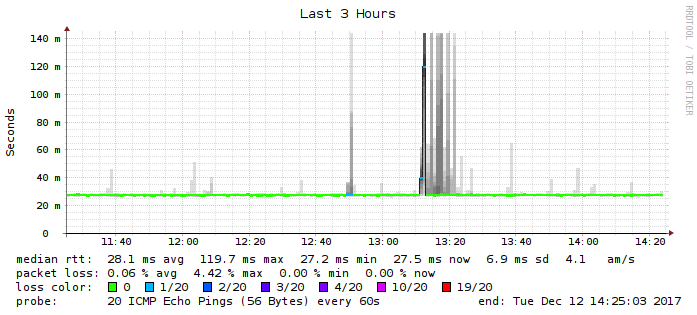 Last 3 Hours
RRDTOOL / TOBI OETIKER
Seconds
140 m
120 m
100 m
80 m
60 m
40 m
20 m
0
11:40 12:00 12:20 12:40 13:00 13:20 13:40 14:00 14:20
median rtt: 28.1 ms avg 119.7 ms max 27.2 ms min 27.5 ms now 6.9 ms sd 4.1 am/s
packet loss: 0.06 % avg 4.42 % max 0.00 % min 0.00 % now
loss color: 0 1/20 2/20 3/20 4/20 10/20 19/20
probe: 20 ICMP Echo Pings (56 Bytes) every 60s end: Tue Dec 12 14:25:03 2017